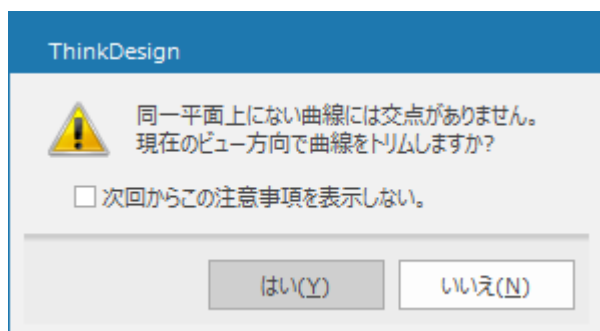 ThinkDesign
同一平面上にない曲線には交点がありません。
現在のビュー方向で曲線をトリムしますか?
次回からこの注意事項を表示しない。
はい(Y)
いいえ(N)